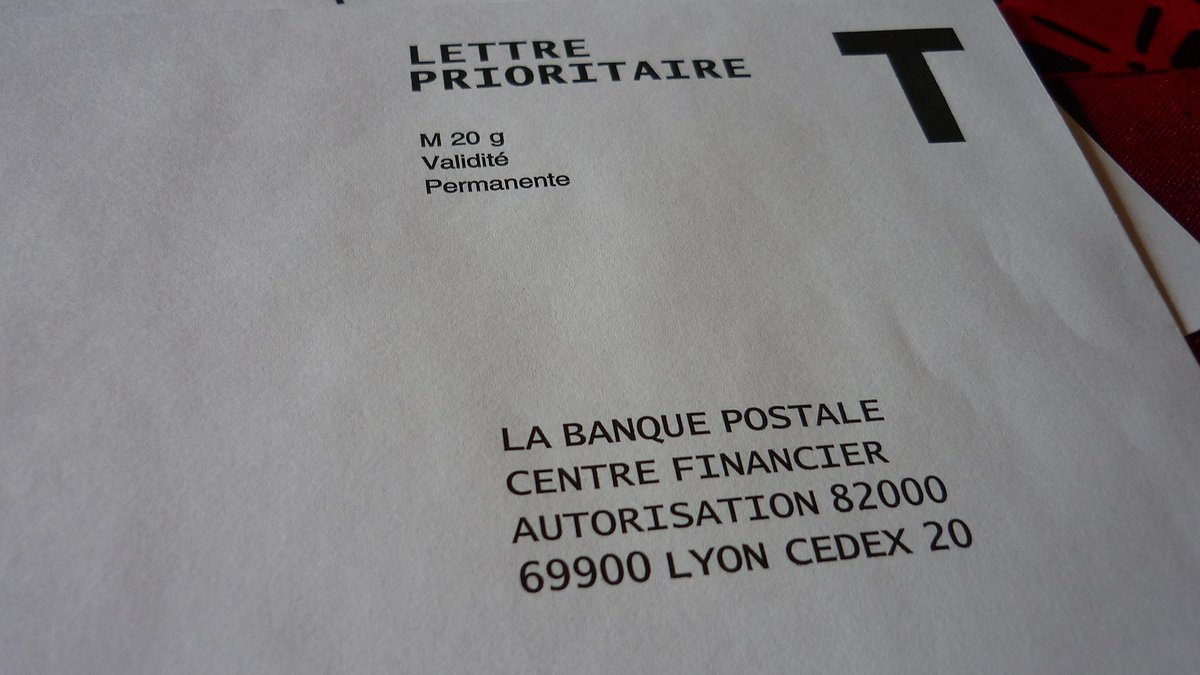 LETTRE
PRIORITAIRE
T
M 20 g
Validité
Permanente
LA BANQUE POSTALE
CENTRE FINANCIER
AUTORISATION 82000
69900 LYON CEDEX 20